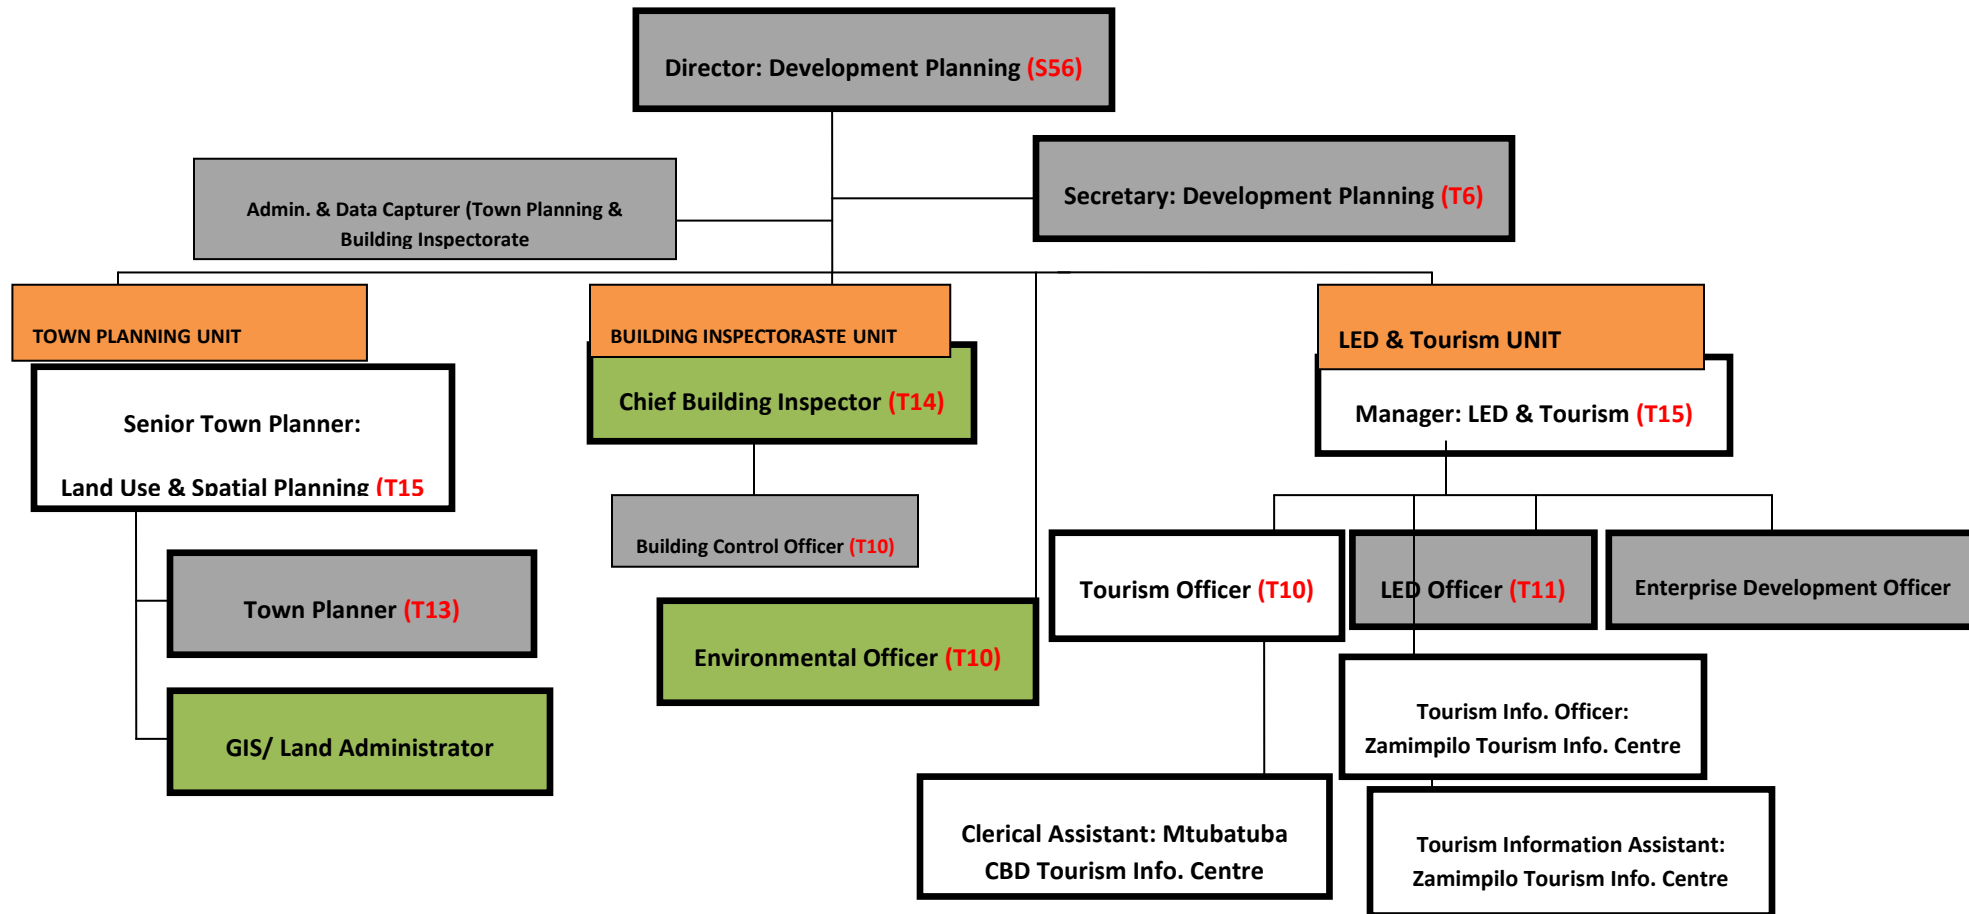 Director: Development Planning (S56)
Admin. & Data Capturer (Town Planning &
Building Inspectorate
Secretary: Development Planning (T6)
TOWN PLANNING UNIT
BUILDING INSPECTORASTE UNIT
LED & Tourism UNIT
Senior Town Planner:
Land Use & Spatial Planning (T15
Chief Building Inspector (T14)
Manager: LED & Tourism (T15)
Building Control Officer (T10)
Town Planner (T13)
Tourism Officer (T10)
LED Officer (T11)
Enterprise Development Officer
Environmental Officer (T10)
GIS/ Land Administrator
Tourism Info. Officer:
Zamimpilo Tourism Info. Centre
Clerical Assistant: Mtubatuba
CBD Tourism Info. Centre
Tourism Information Assistant:
Zamimpilo Tourism Info. Centre